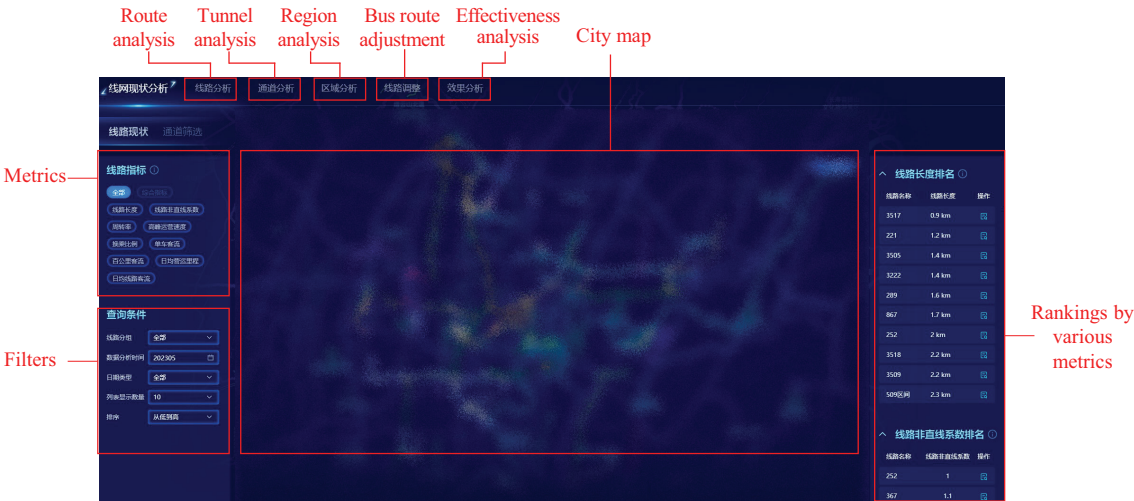 Route analysis
Tunnel analysis
Region analysis
Bus route adjustment
Effectiveness analysis
City map
线网现状分析
线路分析
通道分析
区域分析
线路调整
效果分析
线路现状
通道筛选
Metrics
线路指标
全部
线路长度
线路非直线系数
周转率
高峰运营速度
换乘比例
单车客流
百公里客流
日均营运里程
日均线路客流
Filters
查询条件
线路分组 全部
数据分析时间 202305
日期类型 全部
列表显示数量 10
排序 从低到高
线路长度排名
线路名称 线路长度 操作
3517 0.9 km
221 1.2 km
3505 1.4 km
3222 1.4 km
289 1.6 km
867 1.7 km
252 2 km
3518 2.2 km
3509 2.2 km
509区间 2.3 km
Rankings by
various
metrics
线路非直线系数排名
线路名称 线路非直线系数 操作
252 1
367 1.1